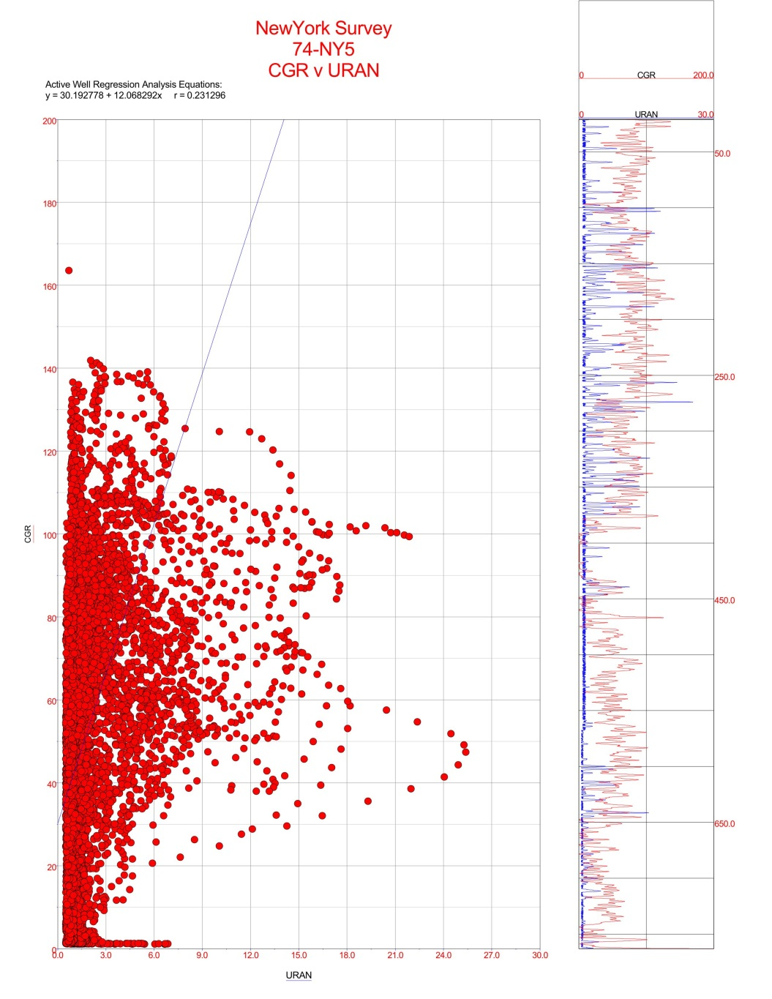 NewYork Survey
74-NY5
CGR v URAN
Active Well Regression Analysis Equations:
y = 30.192778 + 12.068292x r = 0.231296
200
180
160
140
120
100
80
60
40
20
0
CGR
0.0 3.0 6.0 9.0 12.0 15.0 18.0 21.0 24.0 27.0 30.0
URAN
0 CGR 200.0
0 URAN 30.0
50.0
250.0
450.0
650.0